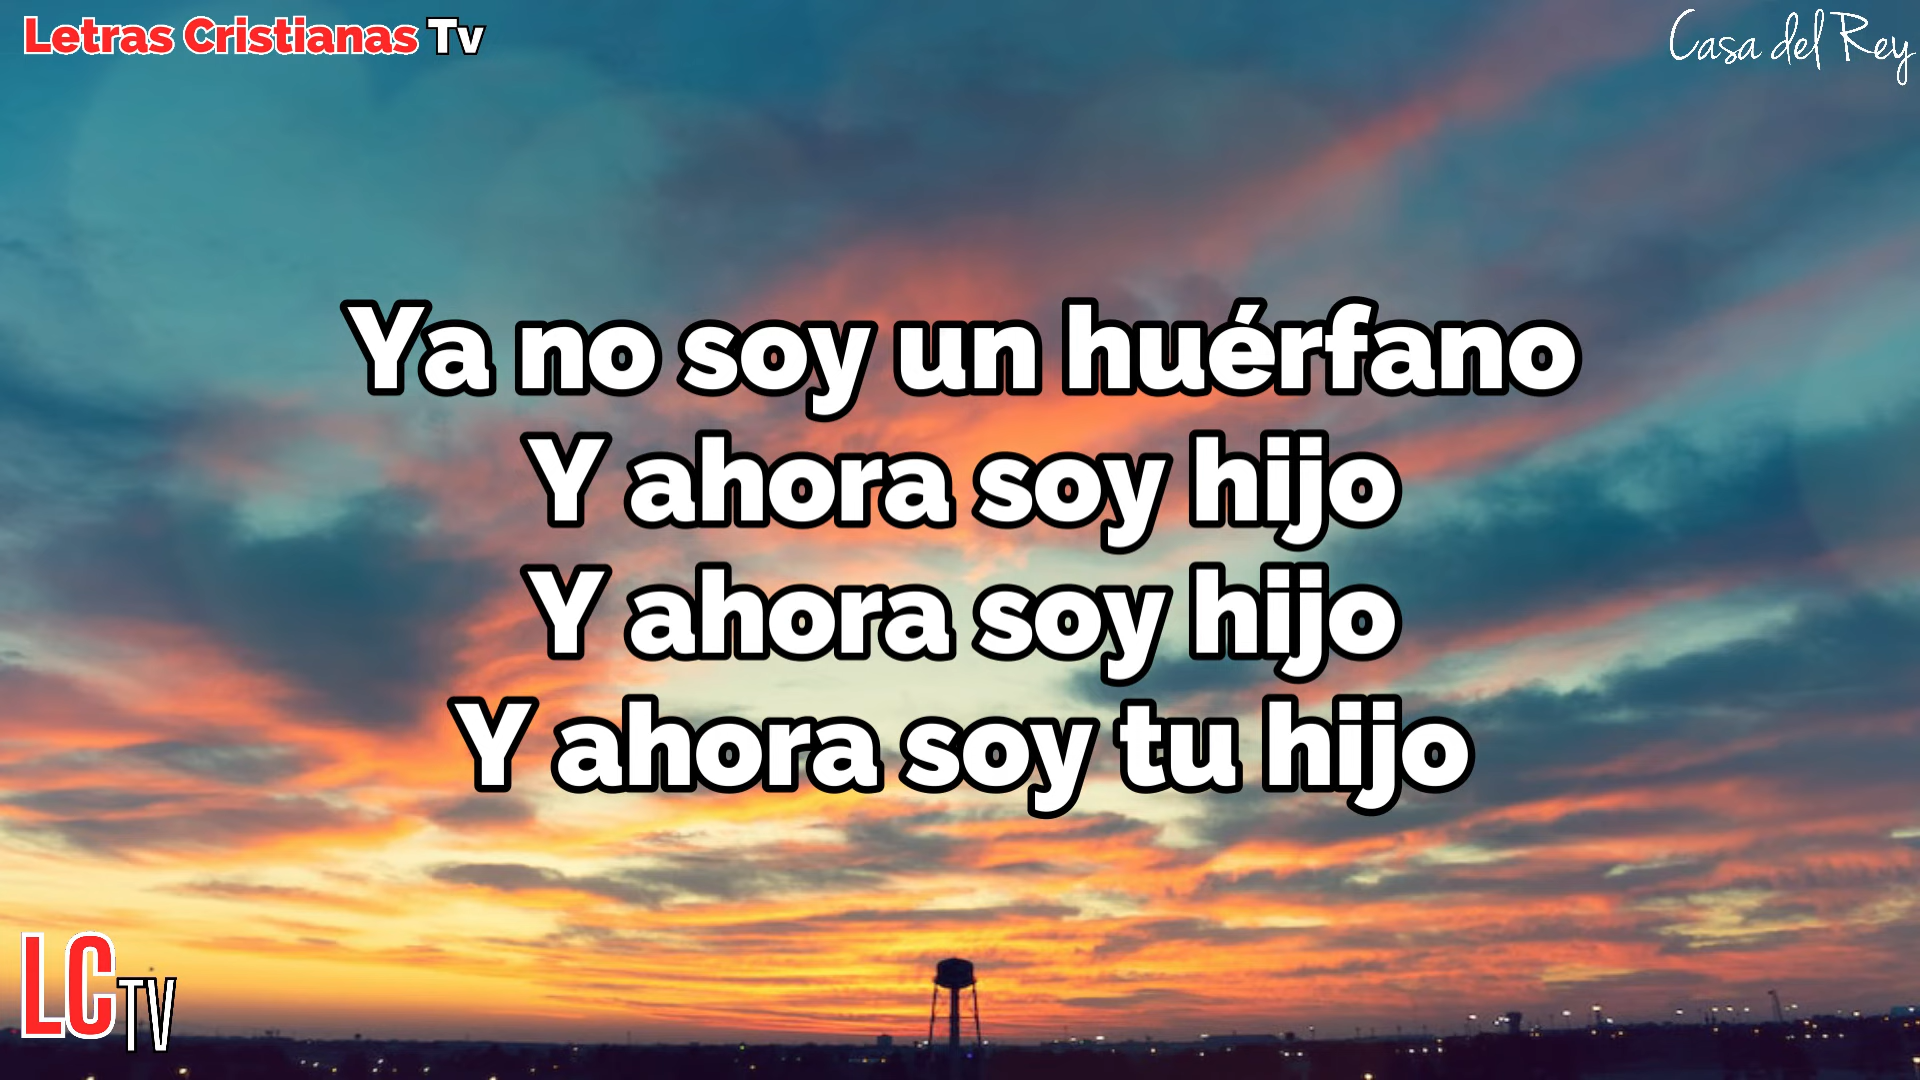 Letras Cristianas Tv
Casa del Rey
Ya no soy un huérfano
Y ahora soy hijo
Y ahora soy hijo
Y ahora soy tu hijo
LC TV